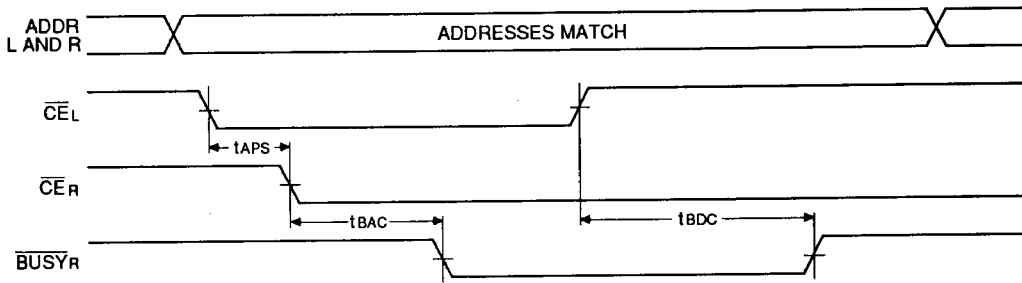 ADDR
L AND R
ADDRESSES MATCH
CEL
tAPS
CER
tBAC
tBDC
BUSYR